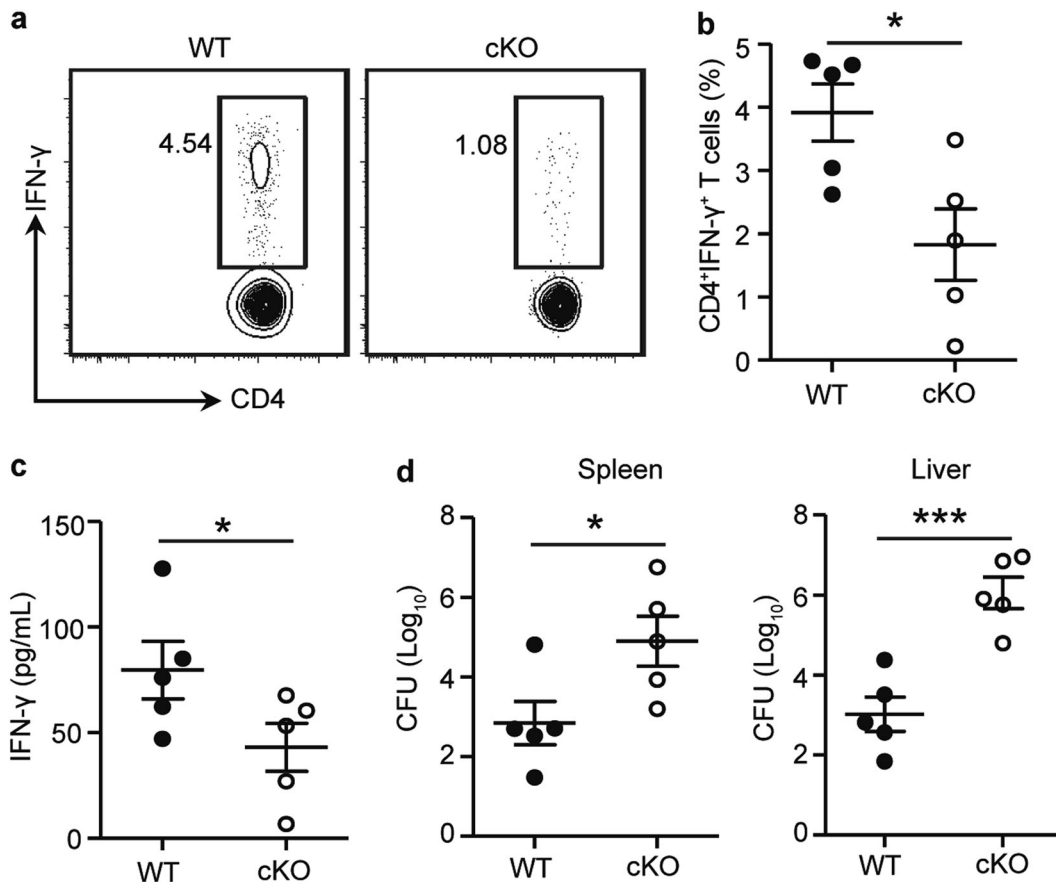 a
WT
cKO
4.54
1.08
IFN-γ
CD4
b
*
CD4⁺IFN-γ⁺ T cells (%)
5
4
3
2
1
0
WT
cKO
c
*
IFN-γ (pg/mL)
150
100
50
0
WT
cKO
d
Spleen
*
CFU (Log₁₀)
8
6
4
2
0
WT
cKO
Liver
***
CFU (Log₁₀)
8
6
4
2
0
WT
cKO